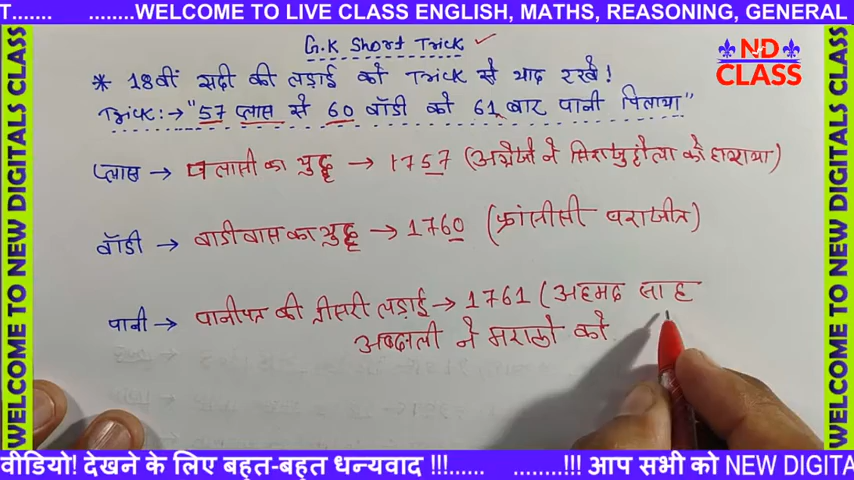 T....... ......WELCOME TO LIVE CLASS ENGLISH, MATHS, REASONING, GENERAL
G.K Short Trick ✓
ND
CLASS
* 18वीं सदी की लड़ाई को Trick से याद रखें!
Trick:→ "57 प्लास से 60 बॉडी को 61 बार पानी पिलाया"
प्लास → पलासी का युद्ध → 1757 (अंग्रेजो ने सिराजुद्दौला को हाराया)
बॉडी → वाडीवास का युद्ध → 1760 (फ्रांसीसी पराजीत)
पानी → पानीपत की तीसरी लड़ाई → 1761 (अहमद साह
अब्दाली ने मराठो को
WELCOME TO NEW DIGITALS CLASS
WELCOME TO NEW DIGITALS CLASS
वीडियो! देखने के लिए बहुत-बहुत धन्यवाद !!!...... ......!!! आप सभी को NEW DIGITA